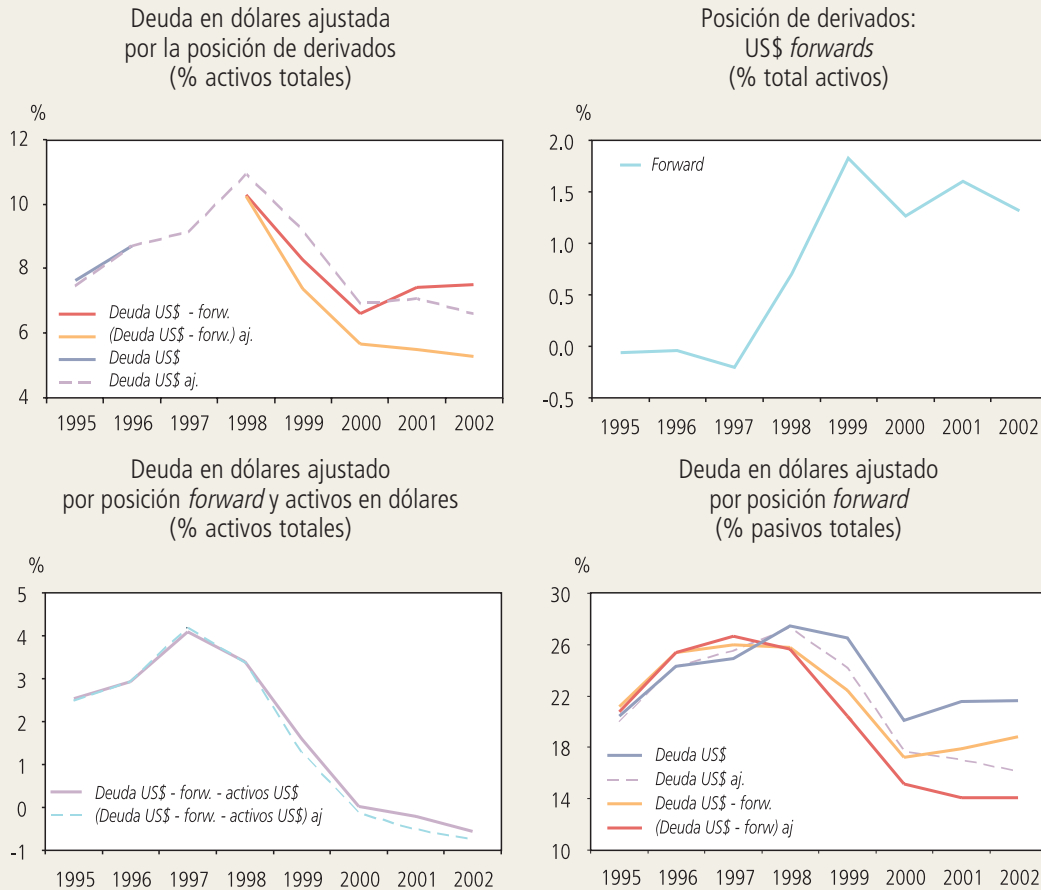 Deuda en dólares ajustada
por la posición de derivados
(% activos totales)
%
12
10
8
6
4
Deuda US$ - forw.
(Deuda US$ - forw.) aj.
Deuda US$
Deuda US$ aj.
1995 1996 1997 1998 1999 2000 2001 2002
Posición de derivados:
US$ forwards
(% total activos)
%
2.0
1.5
1.0
0.5
0.0
-0.5
Forward
1995 1996 1997 1998 1999 2000 2001 2002
Deuda en dólares ajustado
por posición forward y activos en dólares
(% activos totales)
%
5
4
3
2
1
0
-1
Deuda US$ - forw. - activos US$
(Deuda US$ - forw. - activos US$) aj
1995 1996 1997 1998 1999 2000 2001 2002
Deuda en dólares ajustado
por posición forward
(% pasivos totales)
%
30
26
22
18
14
10
Deuda US$
Deuda US$ aj.
Deuda US$ - forw.
(Deuda US$ - forw) aj
1995 1996 1997 1998 1999 2000 2001 2002